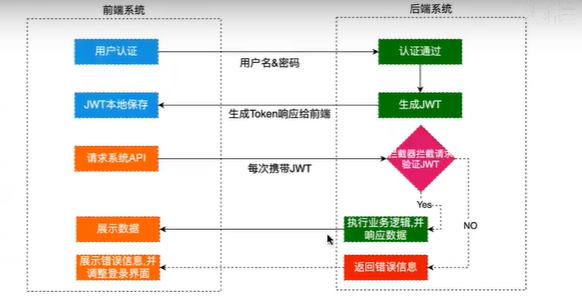 前端系统
后端系统
用户认证
用户名&密码
认证通过
JWT本地保存
生成Token响应给前端
生成JWT
请求系统API
每次携带JWT
拦截器拦截请求
验证JWT
Yes
NO
展示数据
执行业务逻辑,并
响应数据
展示错误信息,并
调整登录界面
返回错误信息